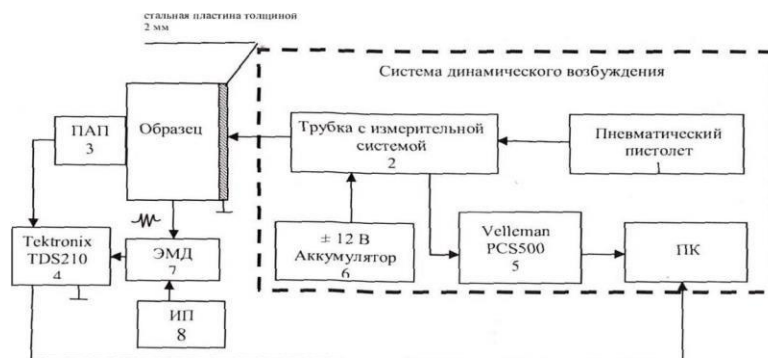 стальная пластина толщиной
2 мм
Система динамического возбуждения
ПАП
3
Образец
Трубка с измерительной
системой
2
Пневматический
пистолет
1
Tektronix
TDS210
4
ЭМД
7
± 12 В
Аккумулятор
6
Velleman
PCS500
5
ПК
ИП
8